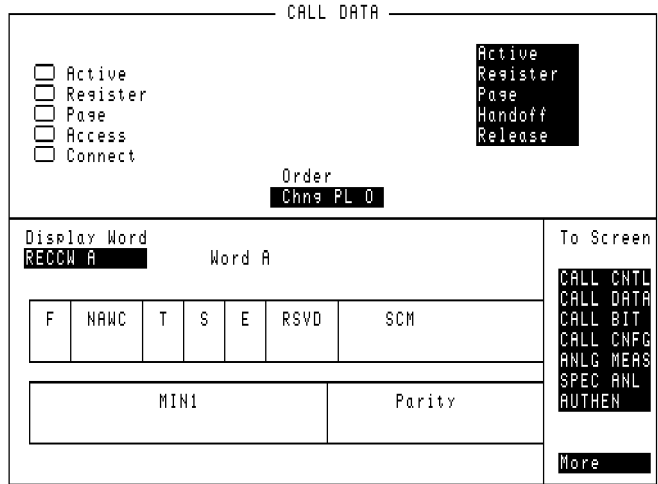 CALL DATA
Active
Register
Page
Access
Connect
Active
Register
Page
Handoff
Release
Order
Chng PL 0
Display Word
RECCW A
Word A
F NAWC T S E RSVD SCM
MIN1 Parity
To Screen
CALL CNTL
CALL DATA
CALL BIT
CALL CNFG
ANLG MEAS
SPEC ANL
AUTHEN
More